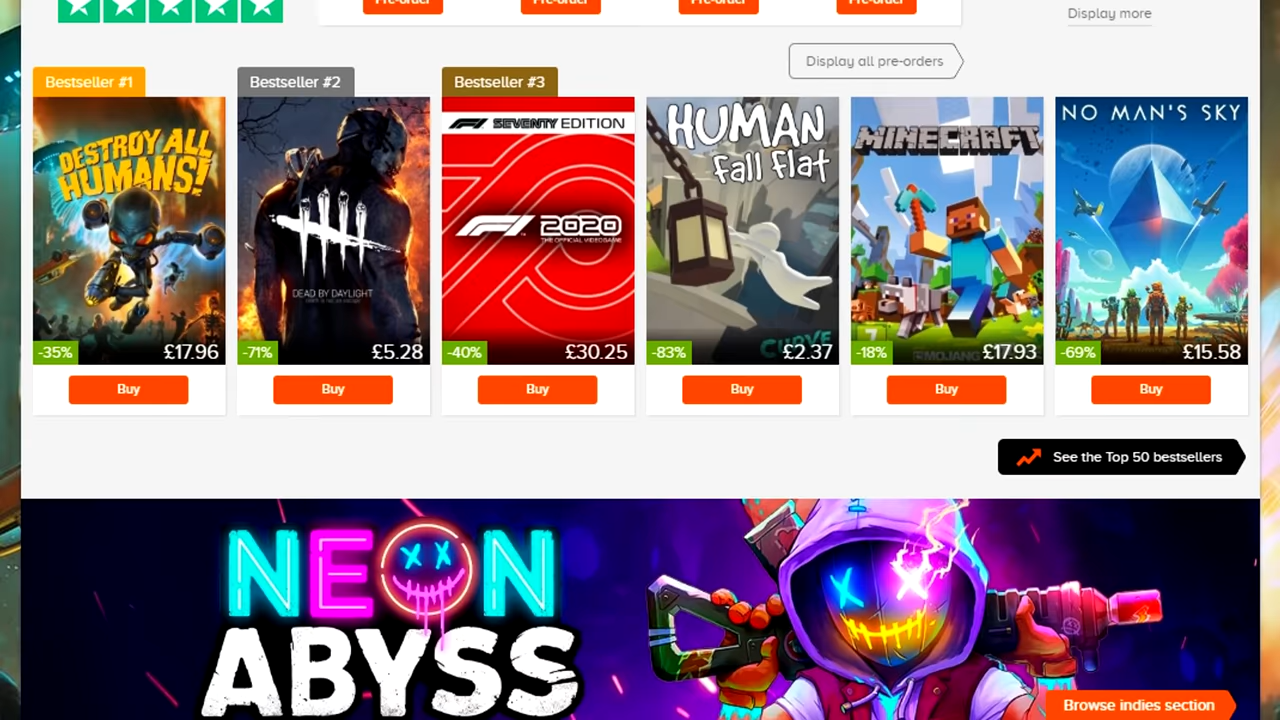 Pre-order
Pre-order
Pre-order
Pre-order
Display more
Display all pre-orders
Bestseller #1
Bestseller #2
Bestseller #3
DESTROY ALL
HUMANS!
-35%
£17.96
Buy
DEAD BY DAYLIGHT
-71%
£5.28
Buy
F1 SEVENTY EDITION
F1 2020
THE OFFICIAL VIDEOGAME
-40%
£30.25
Buy
HUMAN
fall flat
CURVE
-83%
£2.37
Buy
MINECRAFT
7
MOJANG
-18%
£17.93
Buy
NO MAN'S SKY
-69%
£15.58
Buy
See the Top 50 bestsellers
NEON
ABYSS
Browse indies section